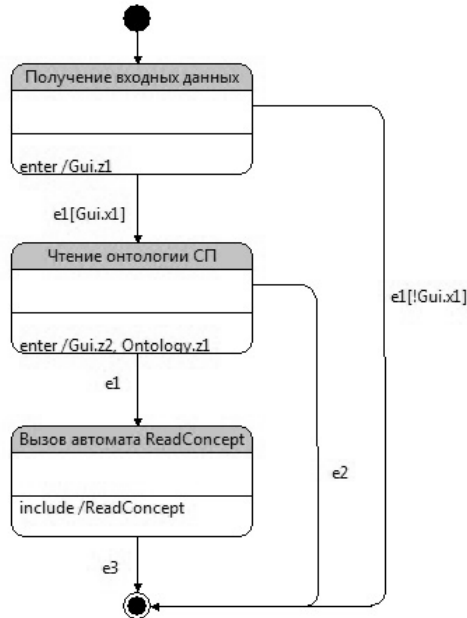 Получение входных данных
enter /Gui.z1
e1[Gui.x1]
Чтение онтологии СП
e1[!Gui.x1]
enter /Gui.z2, Ontology.z1
e1
Вызов автомата ReadConcept
e2
include /ReadConcept
e3